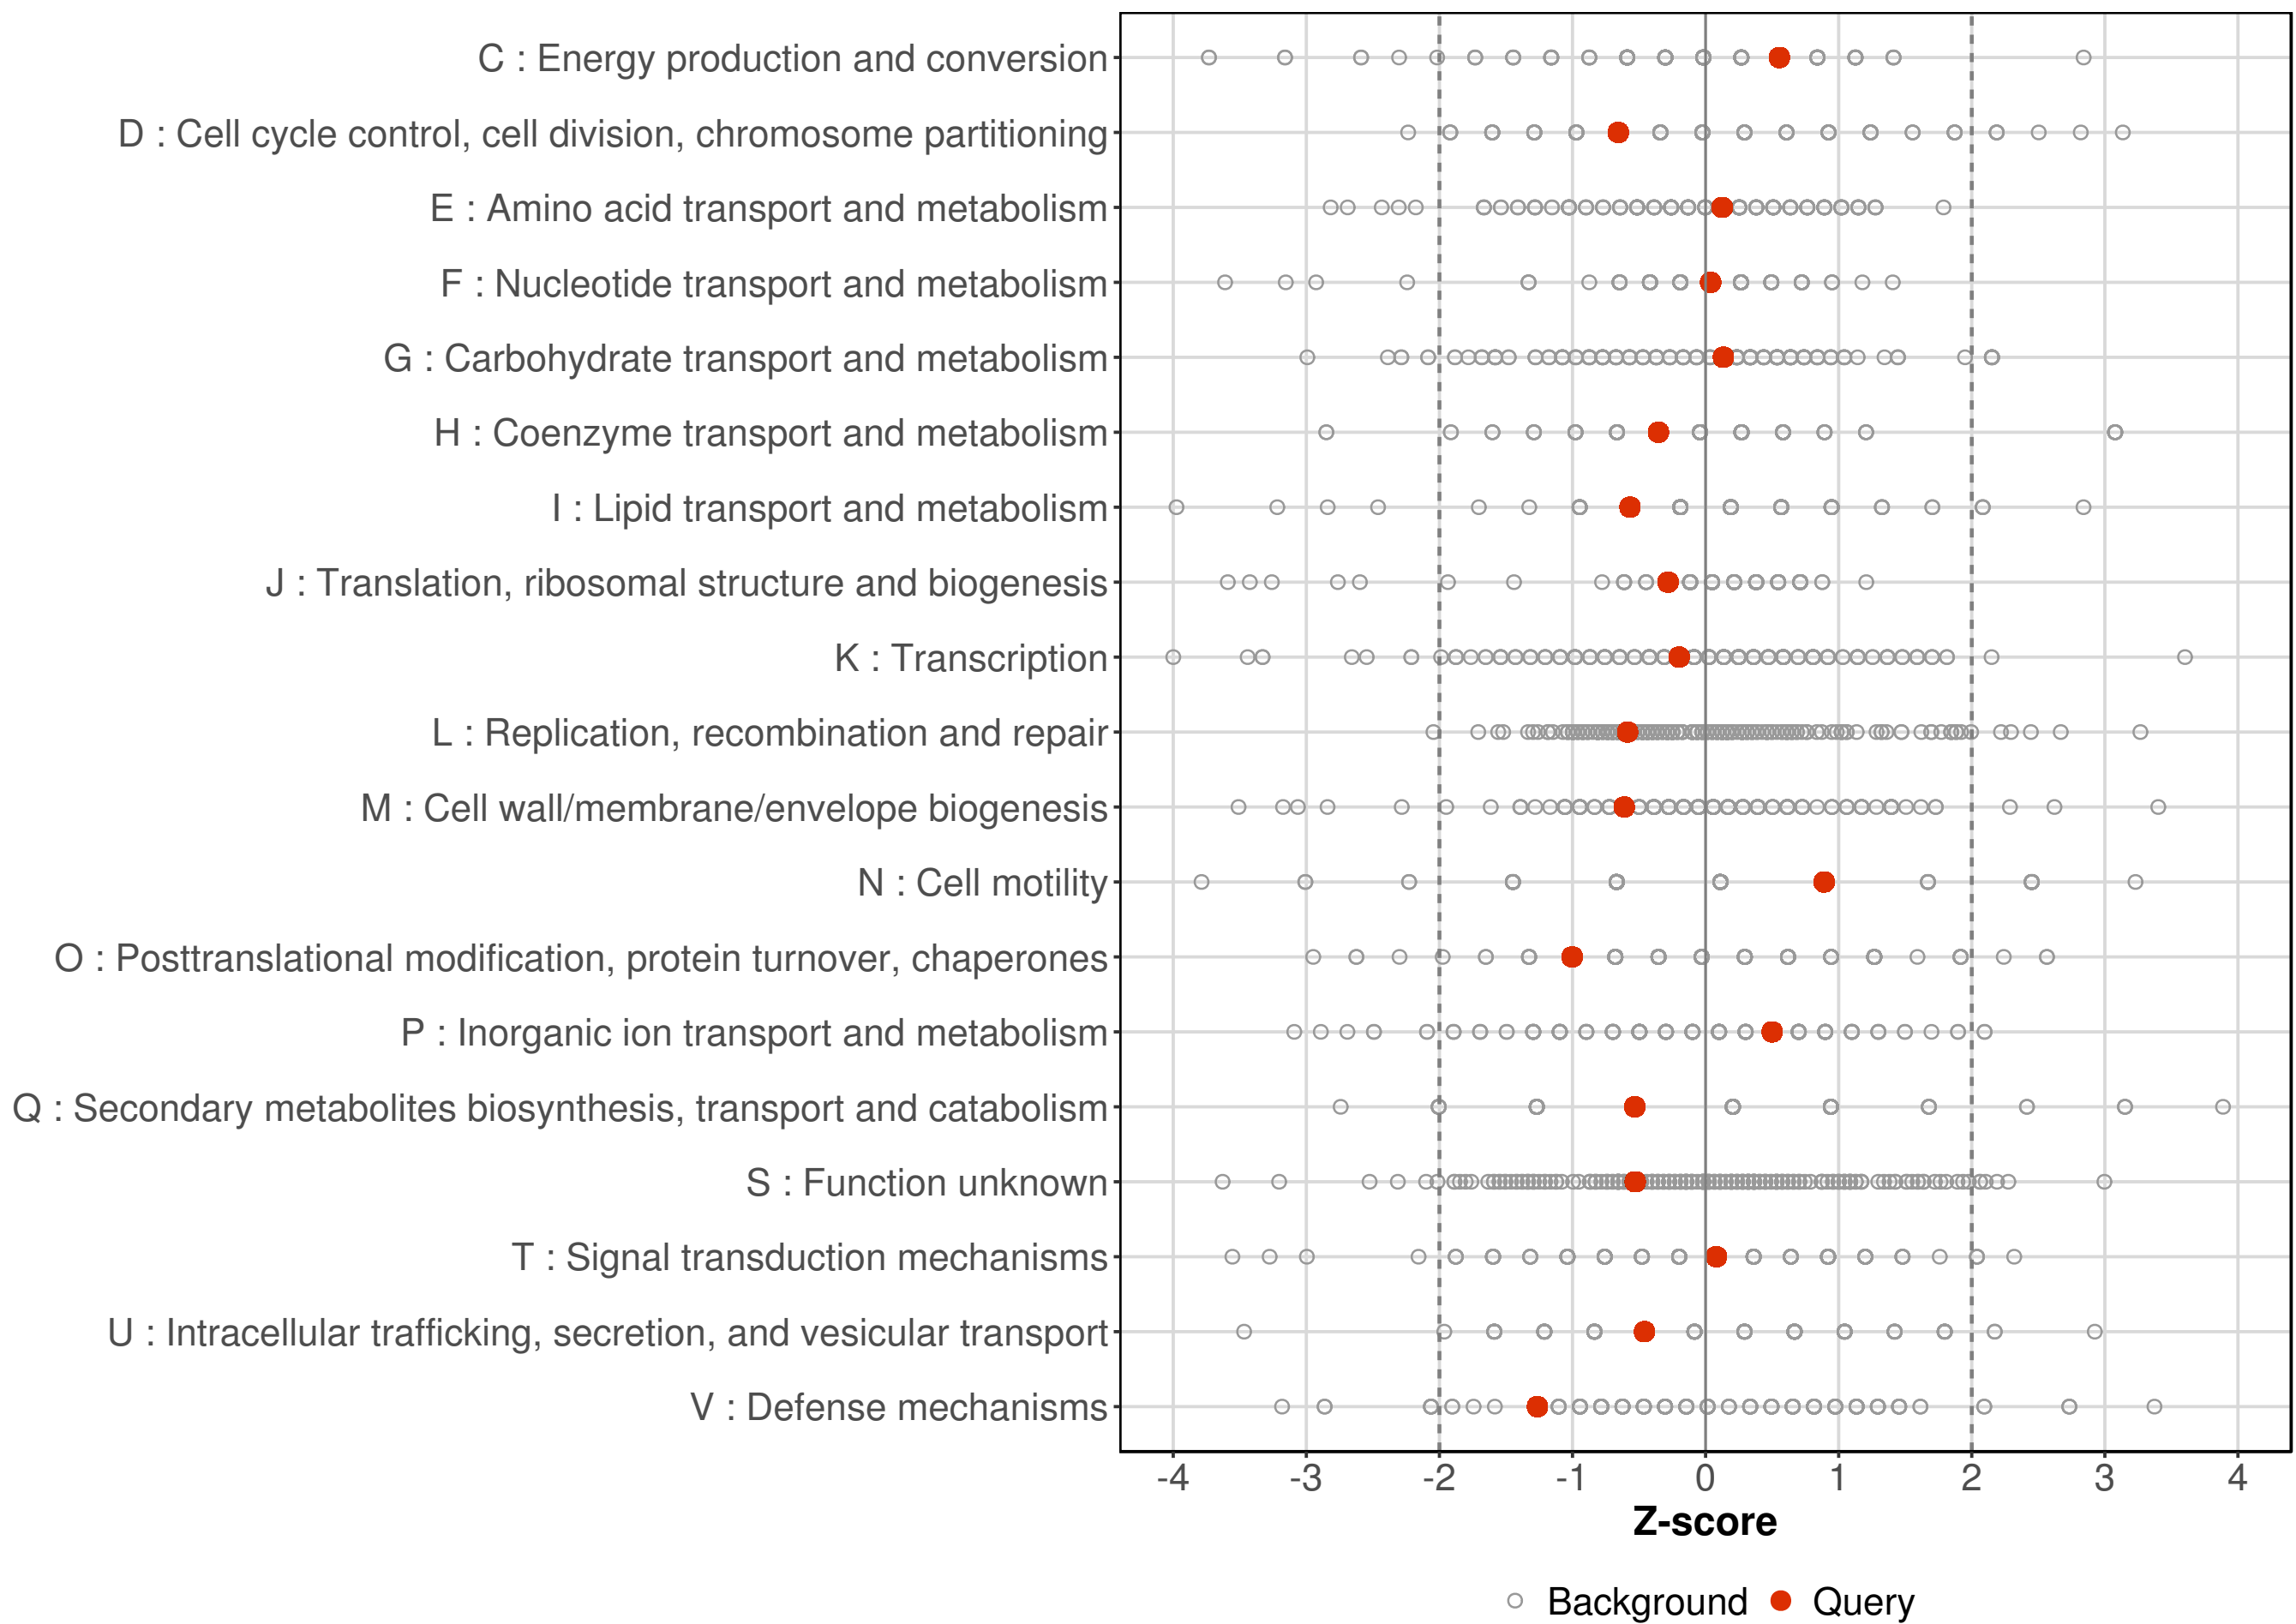 C : Energy production and conversion
D : Cell cycle control, cell division, chromosome partitioning
E : Amino acid transport and metabolism
F : Nucleotide transport and metabolism
G : Carbohydrate transport and metabolism
H : Coenzyme transport and metabolism
I : Lipid transport and metabolism
J : Translation, ribosomal structure and biogenesis
K : Transcription
L : Replication, recombination and repair
M : Cell wall/membrane/envelope biogenesis
N : Cell motility
O : Posttranslational modification, protein turnover, chaperones
P : Inorganic ion transport and metabolism
Q : Secondary metabolites biosynthesis, transport and catabolism
S : Function unknown
T : Signal transduction mechanisms
U : Intracellular trafficking, secretion, and vesicular transport
V : Defense mechanisms
-4 -3 -2 -1 0 1 2 3 4
Z-score
Background Query